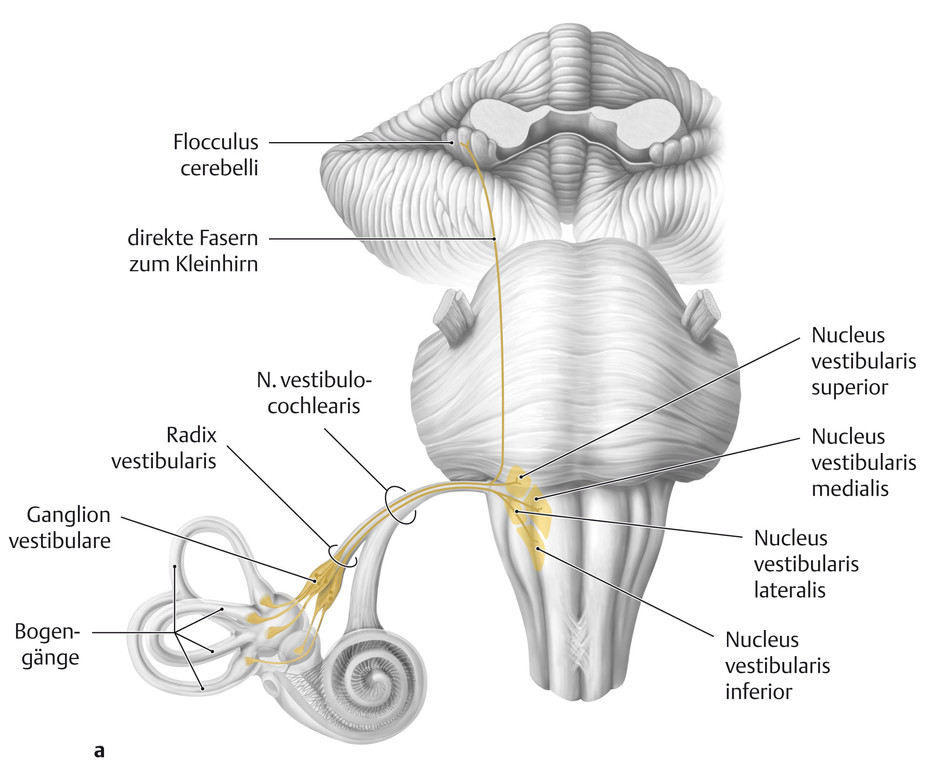 Flocculus
cerebelli
direkte Fasern
zum Kleinhirn
N. vestibulo-
cochlearis
Radix
vestibularis
Ganglion
vestibulare
Bogen-
gänge
Nucleus
vestibularis
superior
Nucleus
vestibularis
medialis
Nucleus
vestibularis
lateralis
Nucleus
vestibularis
inferior
a